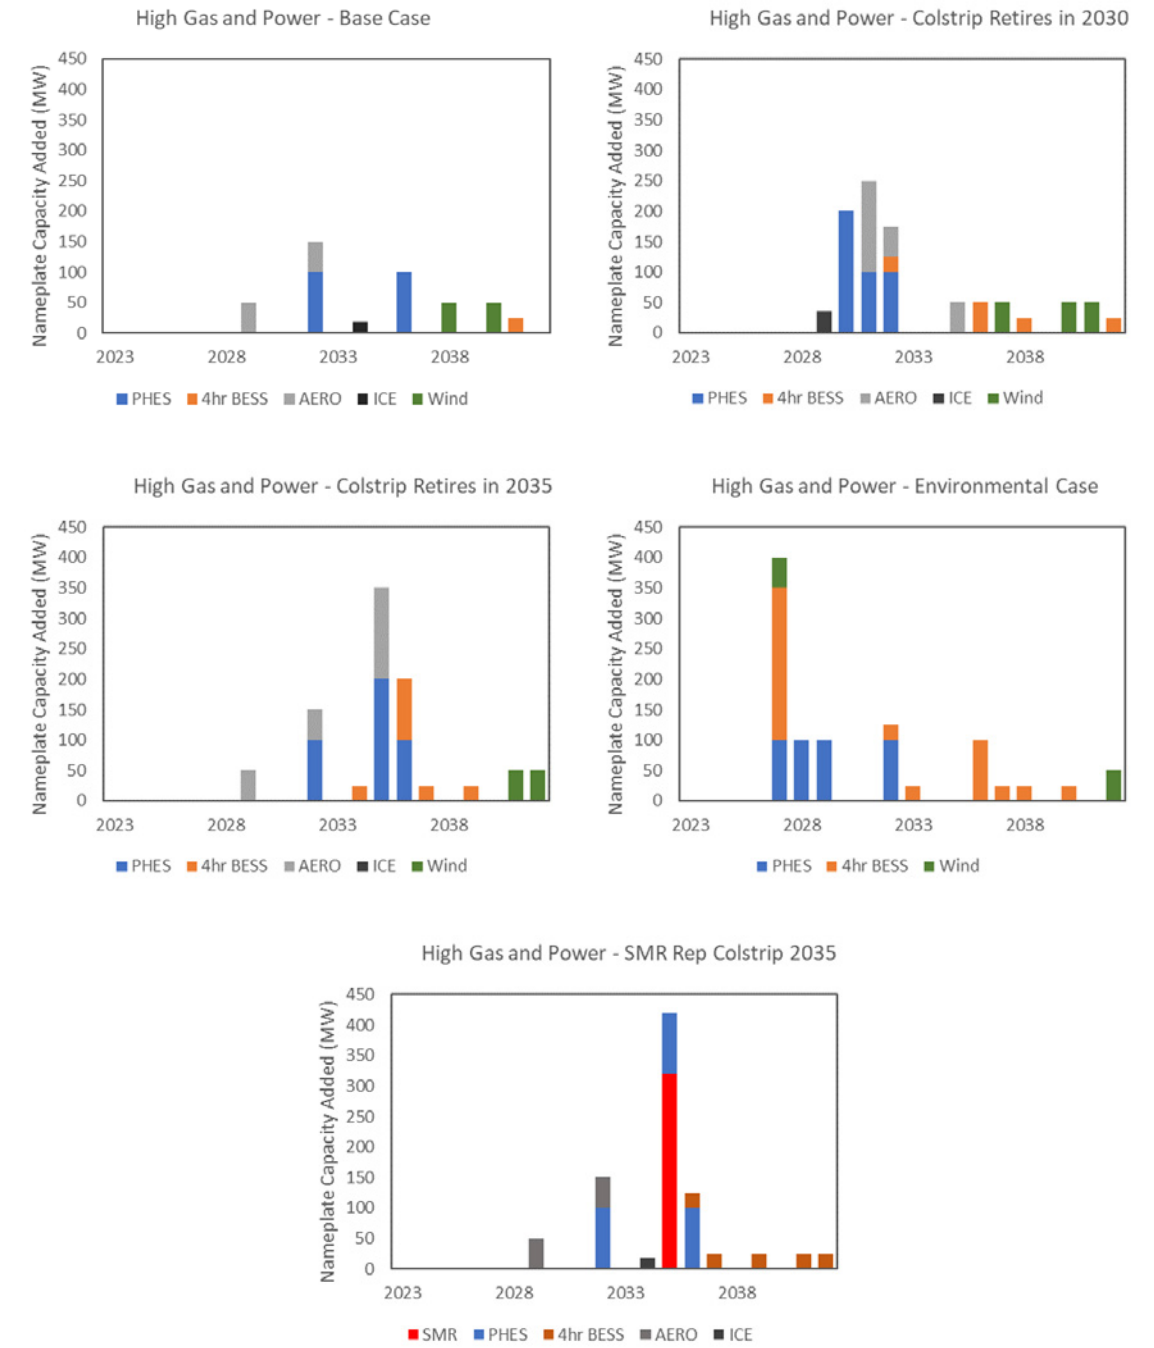 High Gas and Power - Base Case
Nameplate Capacity Added (MW)
450
400
350
300
250
200
150
100
50
0
2023 2028 2033 2038
PHES 4hr BESS AERO ICE Wind
High Gas and Power - Colstrip Retires in 2030
Nameplate Capacity Added (MW)
450
400
350
300
250
200
150
100
50
0
2023 2028 2033 2038
PHES 4hr BESS AERO ICE Wind
High Gas and Power - Colstrip Retires in 2035
Nameplate Capacity Added (MW)
450
400
350
300
250
200
150
100
50
0
2023 2028 2033 2038
PHES 4hr BESS AERO ICE Wind
High Gas and Power - Environmental Case
Nameplate Capacity Added (MW)
450
400
350
300
250
200
150
100
50
0
2023 2028 2033 2038
PHES 4hr BESS Wind
High Gas and Power - SMR Rep Colstrip 2035
Nameplate Capacity Added (MW)
450
400
350
300
250
200
150
100
50
0
2023 2028 2033 2038
SMR PHES 4hr BESS AERO ICE